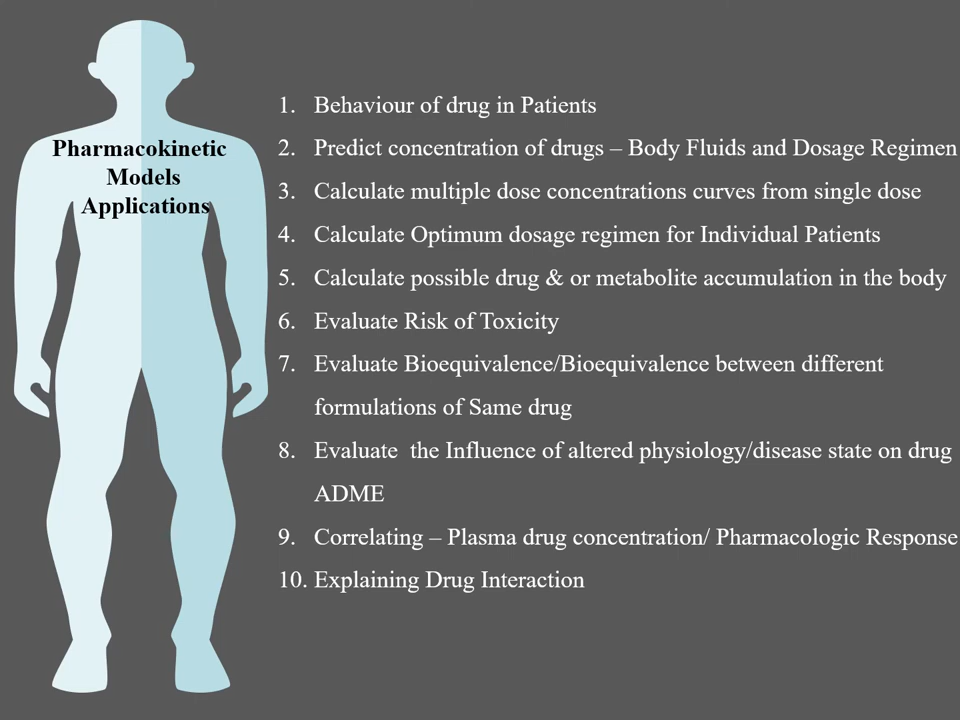 Pharmacokinetic
Models
Applications
1. Behaviour of drug in Patients
2. Predict concentration of drugs – Body Fluids and Dosage Regimen
3. Calculate multiple dose concentrations curves from single dose
4. Calculate Optimum dosage regimen for Individual Patients
5. Calculate possible drug & or metabolite accumulation in the body
6. Evaluate Risk of Toxicity
7. Evaluate Bioequivalence/Bioequivalence between different
formulations of Same drug
8. Evaluate  the Influence of altered physiology/disease state on drug
ADME
9. Correlating – Plasma drug concentration/ Pharmacologic Response
10. Explaining Drug Interaction